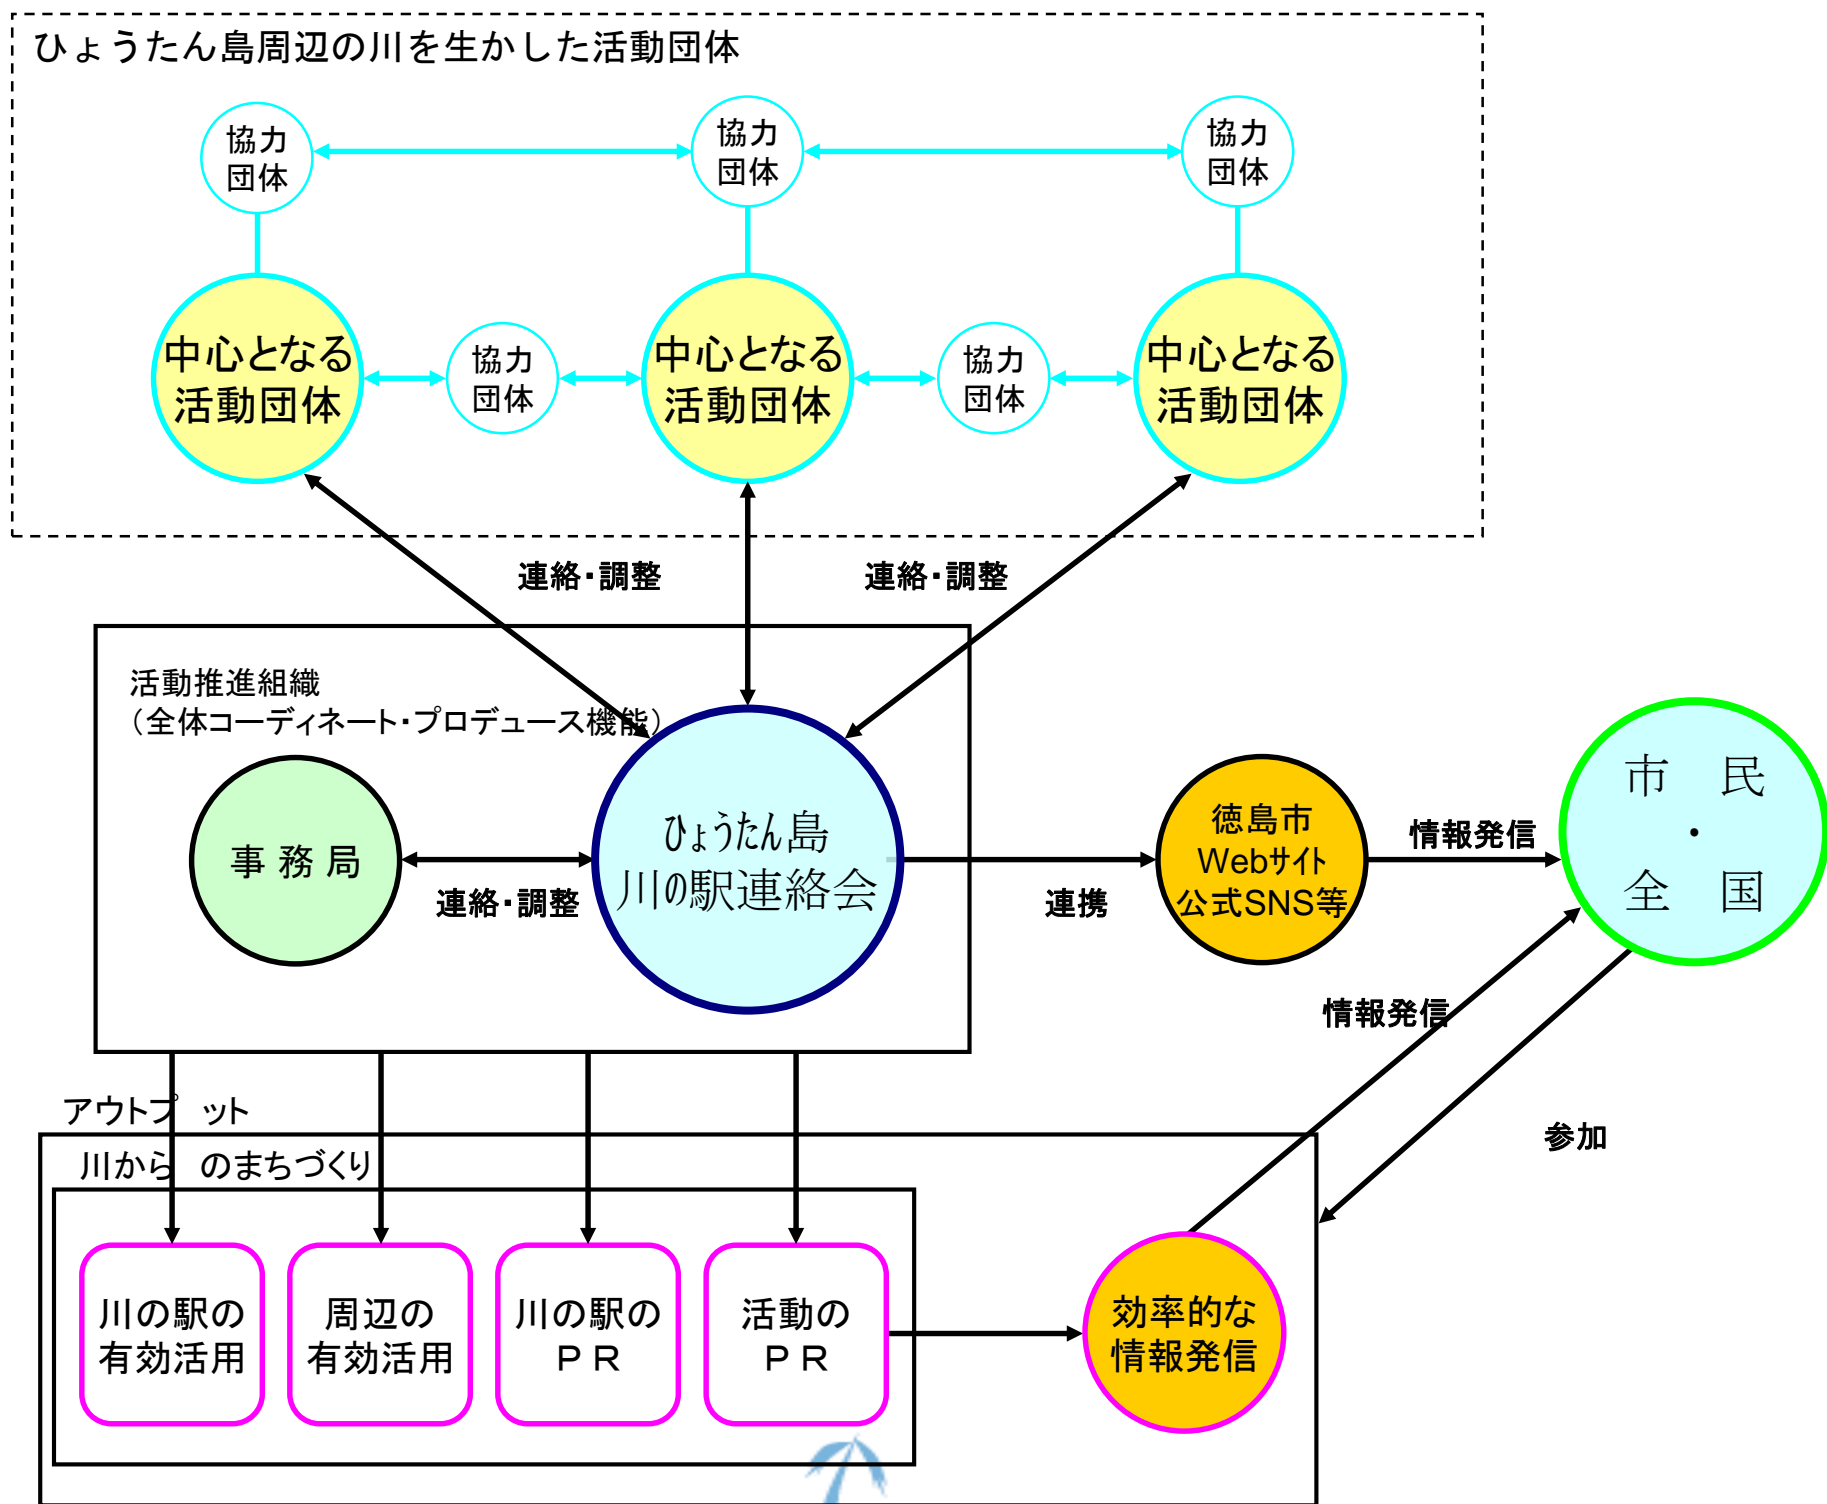 ひょうたん島周辺の川を生かした活動団体
協力
団体
協力
団体
協力
団体
中心となる
活動団体
協力
団体
中心となる
活動団体
協力
団体
中心となる
活動団体
連絡・調整
連絡・調整
活動推進組織
（全体コーディネート・プロデュース機能）
事 務 局
連絡・調整
ひょうたん島
川の駅連絡会
連携
徳島市
Webサイト
公式SNS等
情報発信
市　民
・
全　国
情報発信
参加
アウトプ　ット
川から　のまちづくり
川の駅の
有効活用
周辺の
有効活用
川の駅の
ＰＲ
活動の
ＰＲ
効率的な
情報発信